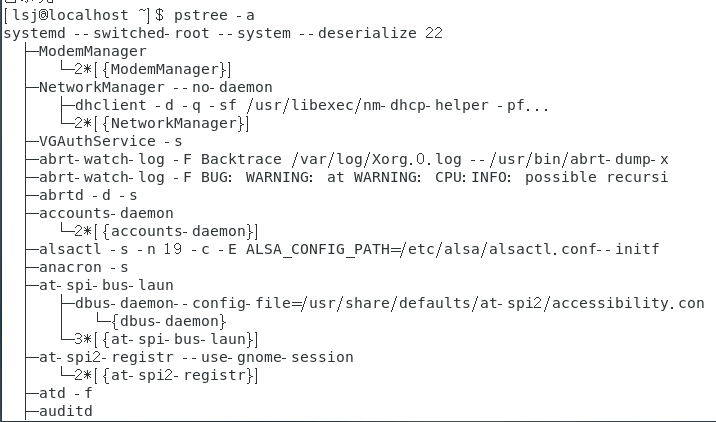 [lsj@localhost ~]$ pstree -a
systemd --switched-root --system --deserialize 22
├─ModemManager
│   └─2*[{ModemManager}]
├─NetworkManager --no-daemon
│   ├─dhclient -d -q -sf /usr/libexec/nm-dhcp-helper -pf...
│   └─2*[{NetworkManager}]
├─VGAuthService -s
├─abrt-watch-log -F Backtrace /var/log/Xorg.0.log -- /usr/bin/abrt-dump-x
├─abrt-watch-log -F BUG: WARNING: at WARNING: CPU:INFO: possible recursi
├─abrtd -d -s
├─accounts-daemon
│   └─2*[{accounts-daemon}]
├─alsactl -s -n 19 -c -E ALSA_CONFIG_PATH=/etc/alsa/alsactl.conf--initf
├─anacron -s
├─at-spi-bus-laun
│   ├─dbus-daemon--config-file=/usr/share/defaults/at-spi2/accessibility.con
│   │   └─{dbus-daemon}
│   └─3*[{at-spi-bus-laun}]
├─at-spi2-registr --use-gnome-session
│   └─2*[{at-spi2-registr}]
├─atd -f
├─auditd